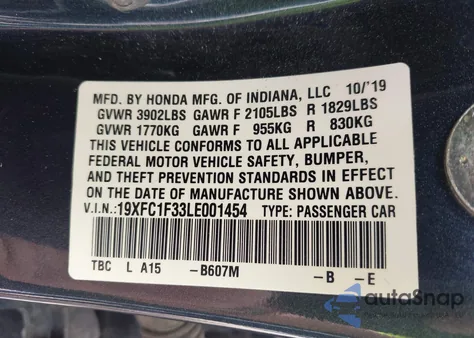 MFD. BY HONDA MFG. OF INDIANA, LLC 10/'19
GVWR 3902LBS GAWR F 2105LBS R 1829LBS
GVWR 1770KG GAWR F 955KG R 830KG
THIS VEHICLE CONFORMS TO ALL APPLICABLE
FEDERAL MOTOR VEHICLE SAFETY, BUMPER,
AND THEFT PREVENTION STANDARDS IN EFFECT
ON THE DATE OF MANUFACTURE SHOWN ABOVE.
V.I.N.:19XFC1F33LE001454 TYPE: PASSENGER CAR
TBC L A15 -B607M -B -E
autoSnap